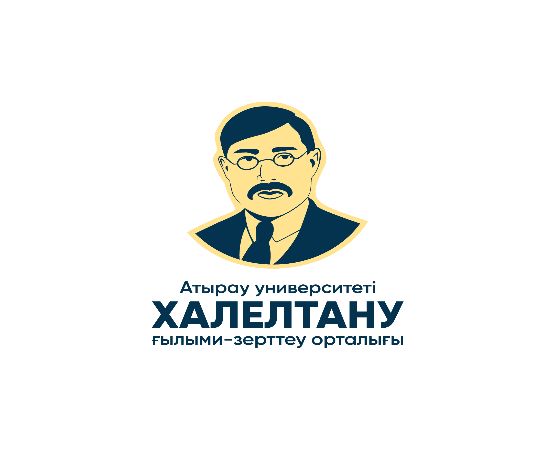 Атырау университеті
ХАЛЕЛТАНУ
ғылыми-зерттеу орталығы